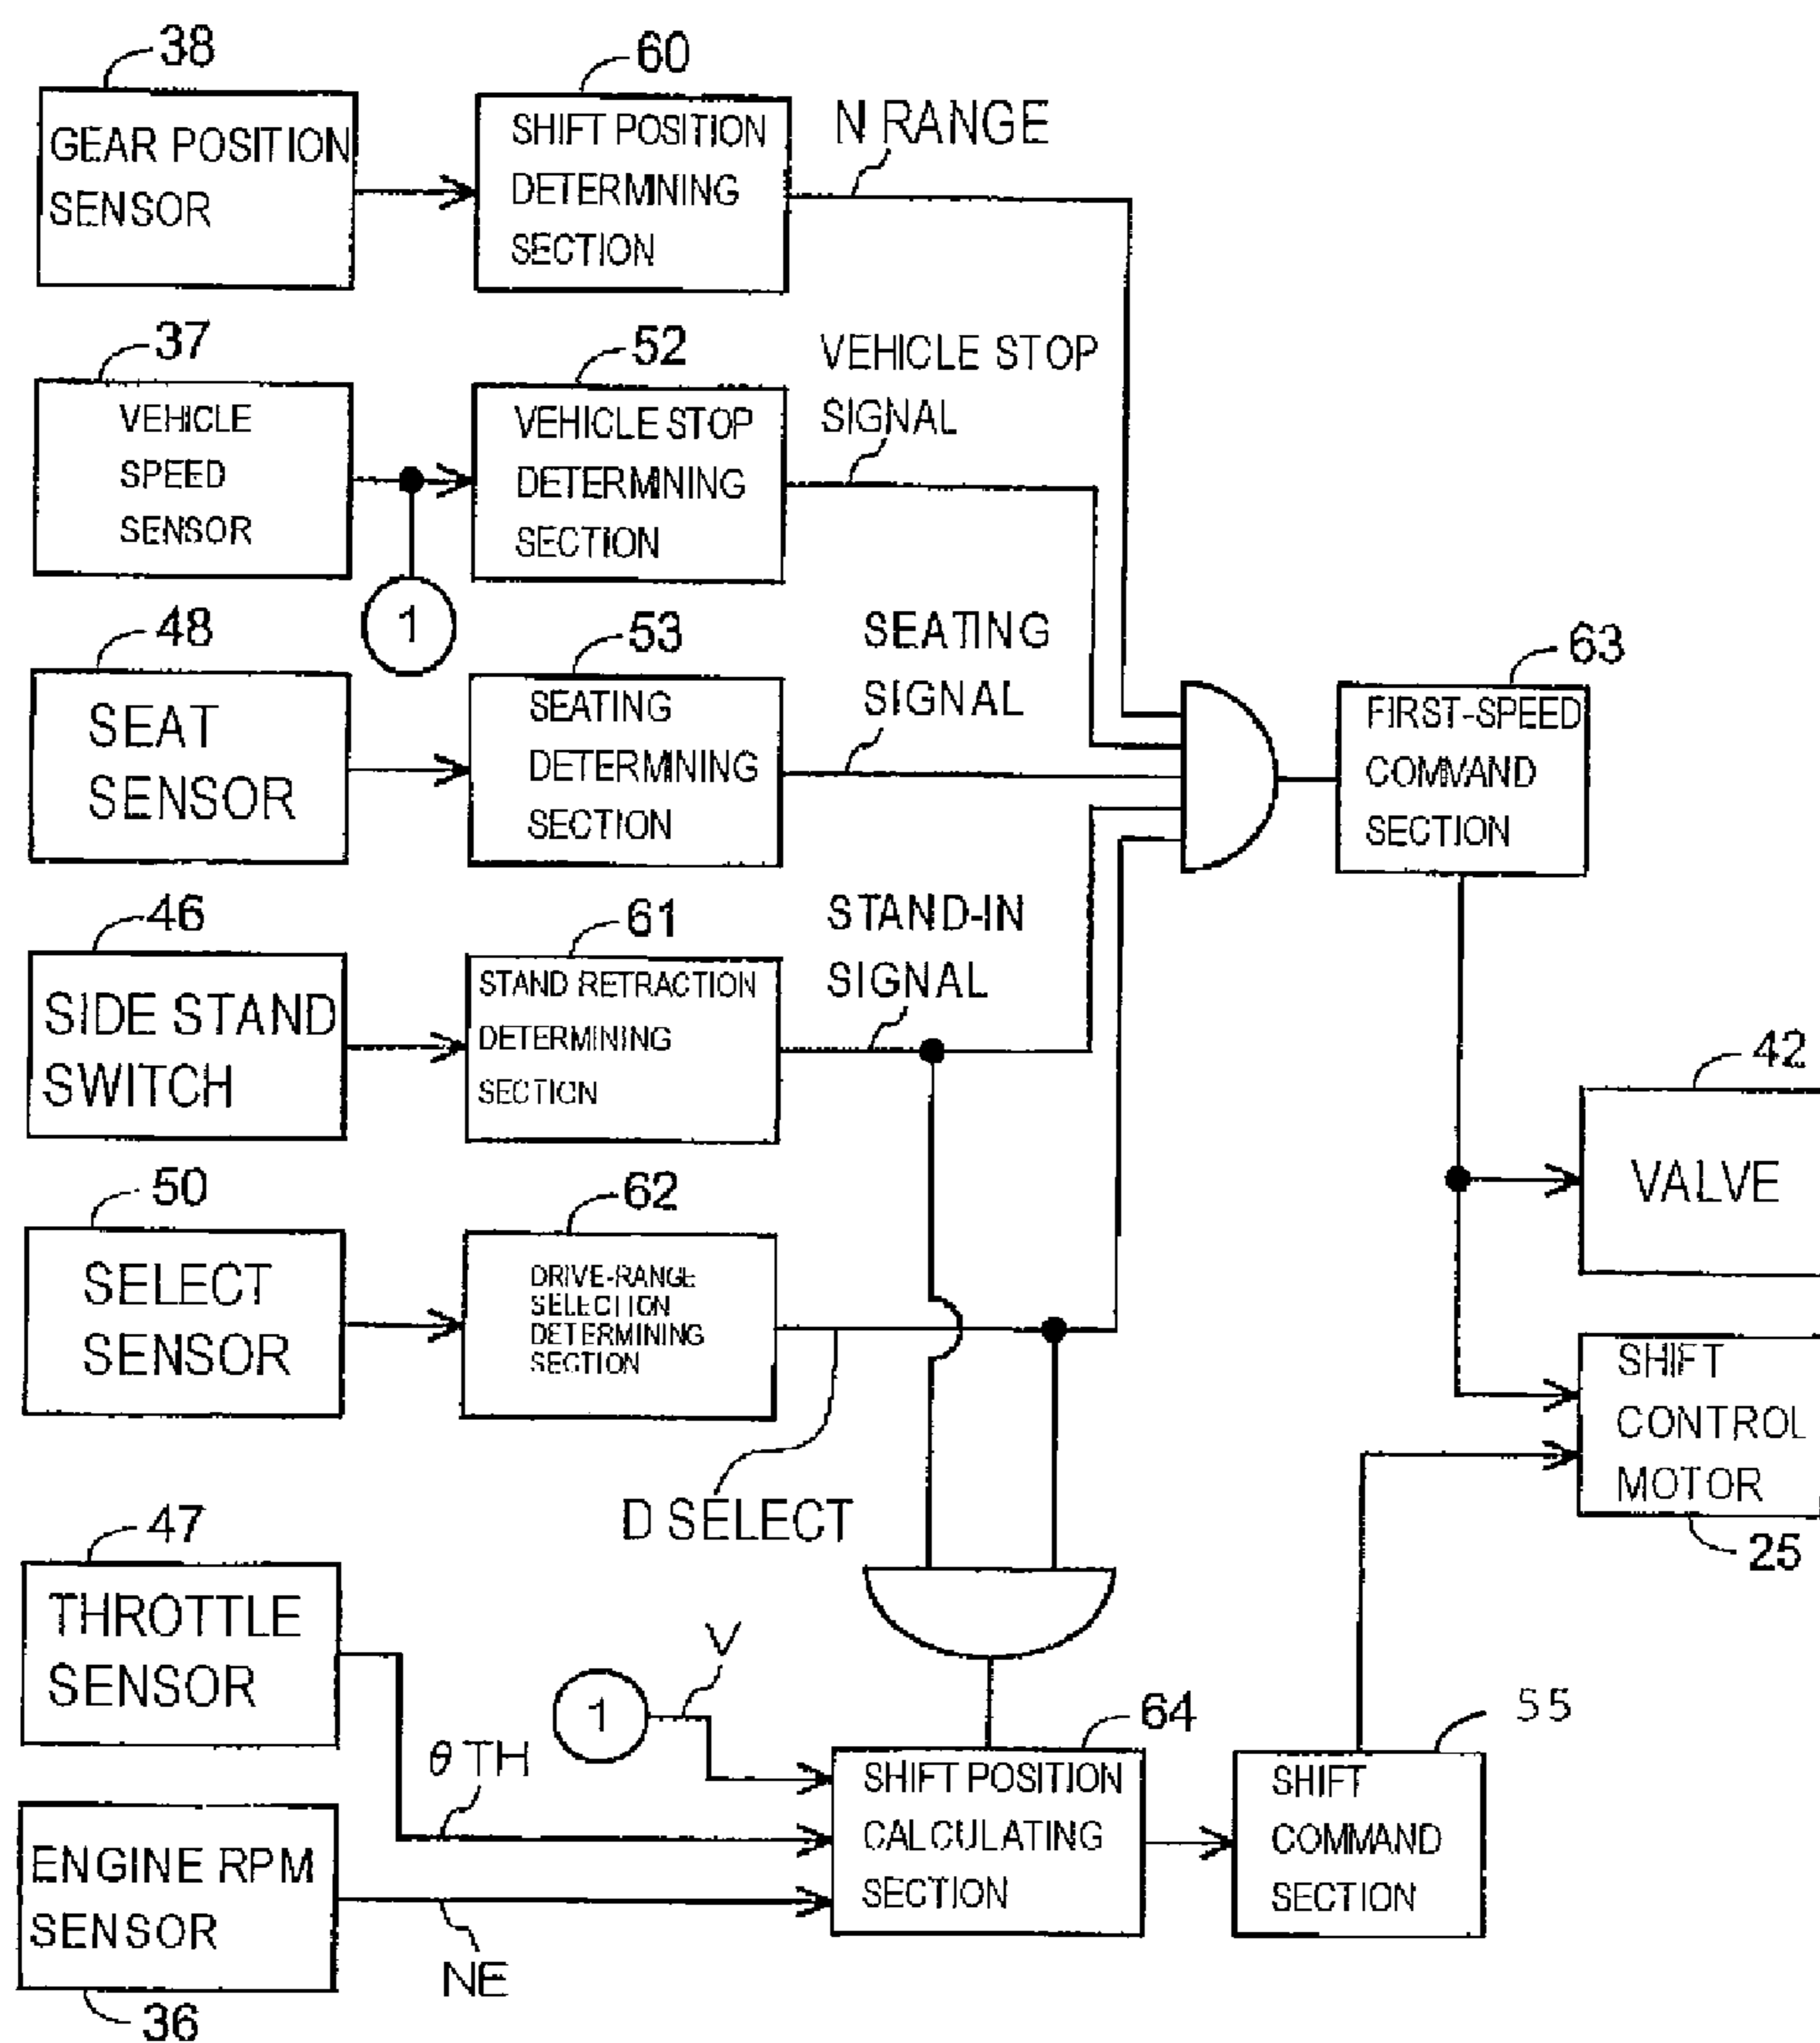 38
GEAR POSITION
SENSOR
60
SHIFT POSITION
DETERMINING
SECTION
N RANGE
37
VEHICLE
SPEED
SENSOR
1
52
VEHICLE STOP
DETERMINING
SECTION
VEHICLE STOP
SIGNAL
48
SEAT
SENSOR
53
SEATING
DETERMINING
SECTION
SEATING
SIGNAL
63
FIRST-SPEED
COMMAND
SECTION
46
SIDE STAND
SWITCH
61
STAND RETRACTION
DETERMINING
SECTION
STAND-IN
SIGNAL
42
VALVE
50
SELECT
SENSOR
62
DRIVE-RANGE
SELECTION
DETERMINING
SECTION
D SELECT
SHIFT
CONTROL
MOTOR
25
47
THROTTLE
SENSOR
θ TH
1
V
64
SHIFT POSITION
CALCULATING
SECTION
55
SHIFT
COMMAND
SECTION
ENGINE RPM
SENSOR
36
NE